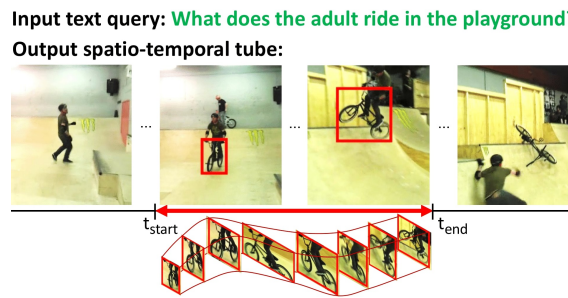 Input text query: What does the adult ride in the playground?
Output spatio-temporal tube:
... ... ...
tstart tend